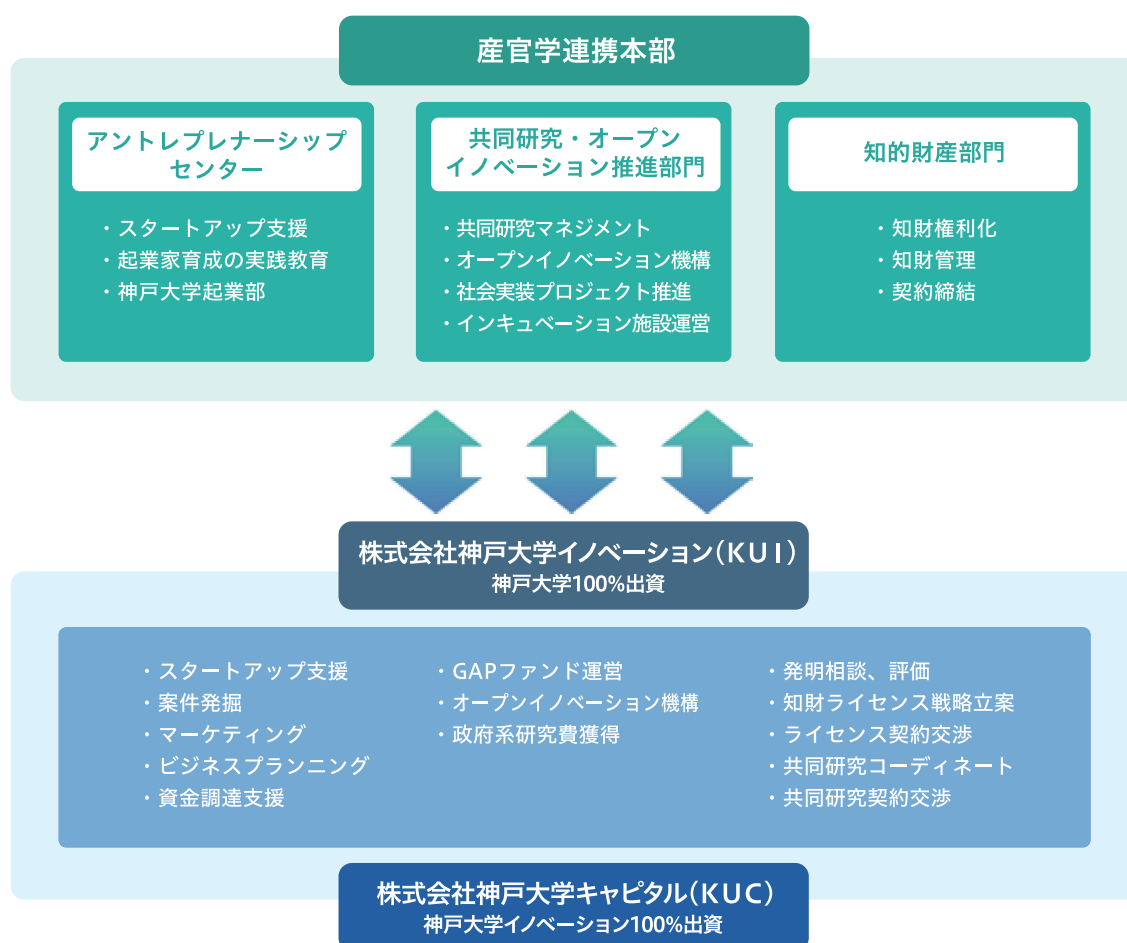 産官学連携本部
アントレプレナーシップ
センター
・スタートアップ支援
・起業家育成の実践教育
・神戸大学起業部
共同研究・オープン
イノベーション推進部門
・共同研究マネジメント
・オープンイノベーション機構
・社会実装プロジェクト推進
・インキュベーション施設運営
知的財産部門
・知財権利化
・知財管理
・契約締結
株式会社神戸大学イノベーション(KUI)
神戸大学100%出資
・スタートアップ支援
・案件発掘
・マーケティング
・ビジネスプランニング
・資金調達支援
・GAPファンド運営
・オープンイノベーション機構
・政府系研究費獲得
・発明相談、評価
・知財ライセンス戦略立案
・ライセンス契約交渉
・共同研究コーディネート
・共同研究契約交渉
株式会社神戸大学キャピタル(KUC)
神戸大学イノベーション100%出資